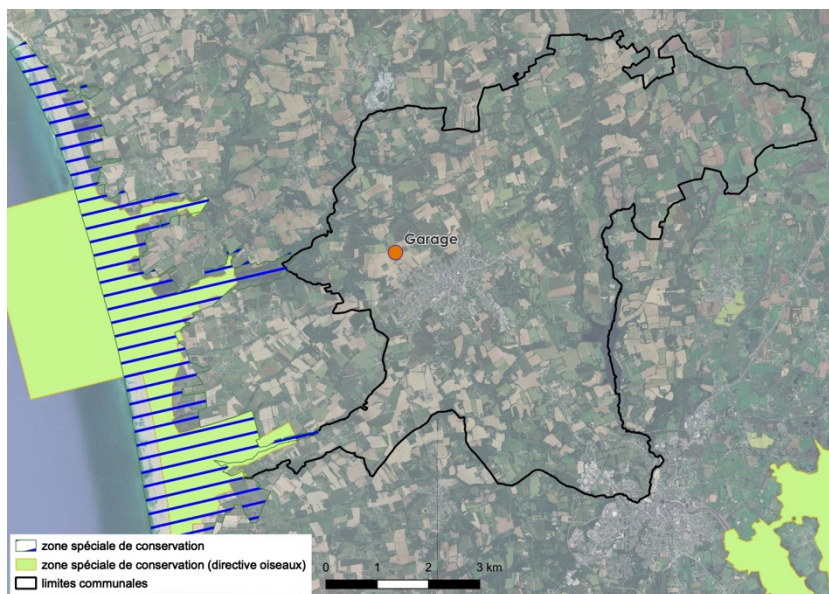 Garage
zone spéciale de conservation
zone spéciale de conservation (directive oiseaux)
limites communales
0 1 2 3 km